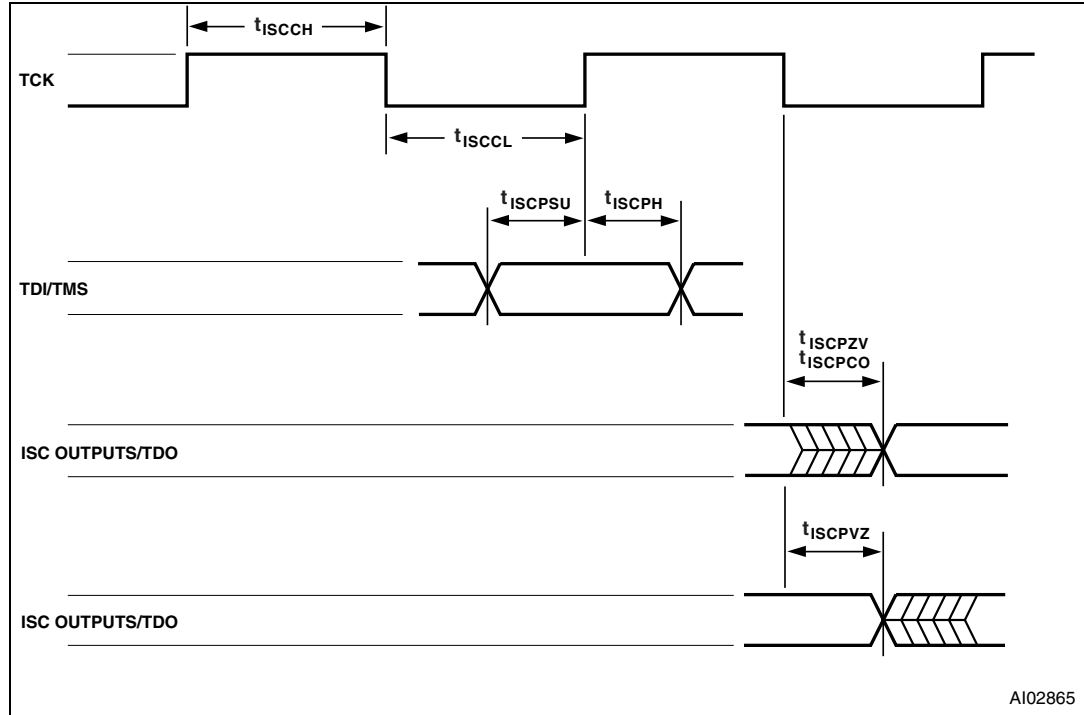 tISCCH
TCK
tISCCL
tISCPSU
tISCPH
TDI/TMS
tISCPZV
tISCPCO
ISC OUTPUTS/TDO
tISCPVZ
ISC OUTPUTS/TDO
AI02865